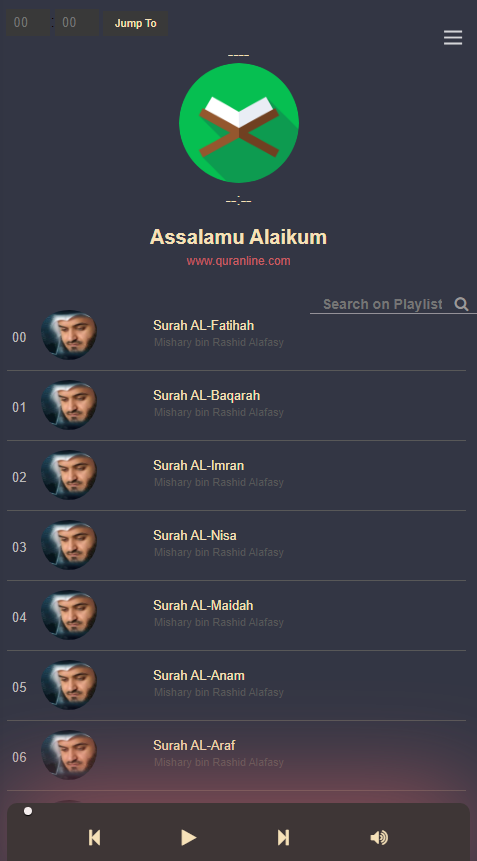 00 : 00 Jump To
----
--:--
Assalamu Alaikum
www.quranline.com
Search on Playlist
00 Surah AL-Fatihah
Mishary bin Rashid Alafasy
01 Surah AL-Baqarah
Mishary bin Rashid Alafasy
02 Surah AL-Imran
Mishary bin Rashid Alafasy
03 Surah AL-Nisa
Mishary bin Rashid Alafasy
04 Surah AL-Maidah
Mishary bin Rashid Alafasy
05 Surah AL-Anam
Mishary bin Rashid Alafasy
06 Surah AL-Araf
Mishary bin Rashid Alafasy